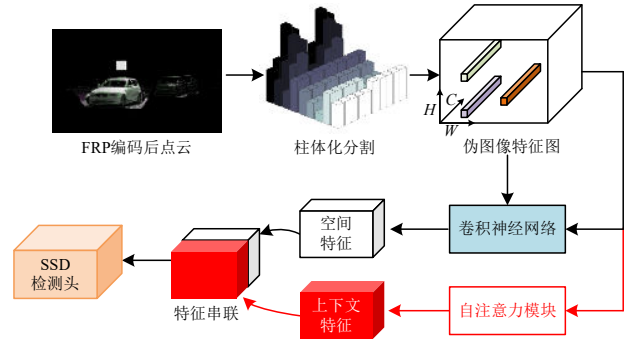 H
C
W
FRP编码后点云
柱体化分割
伪图像特征图
空间
特征
卷积神经网络
SSD
检测头
特征串联
上下文
特征
自注意力模块